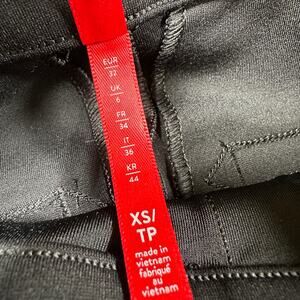 EUR
32
UK
6
FR
34
IT
36
KR
44
XS/
TP
made in
vietnam
fabriqué
au
vietnam